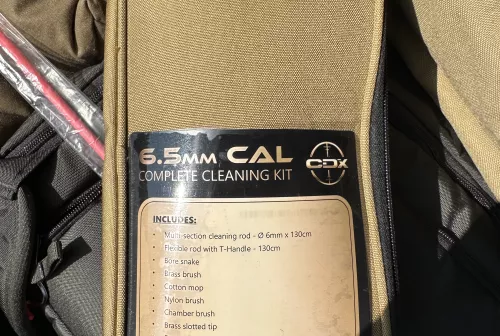 6.5MM CAL
COMPLETE CLEANING KIT
CDX
INCLUDES:
· Multi-section cleaning rod - Ø 6mm x 130cm
· Flexible rod with T-Handle - 130cm
· Bore snake
· Brass brush
· Cotton mop
· Nylon brush
· Chamber brush
· Brass slotted tip